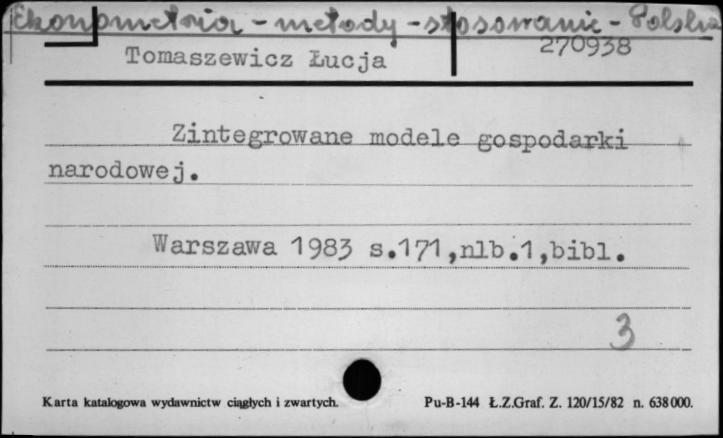 Ekonometria - metody - stosowanie - Polska
270938
Tomaszewicz Łucja
Zintegrowane modele gospodarki
narodowej.
Warszawa 1983 s.171,nlb.1,bibl.
3
Karta katalogowa wydawnictw ciągłych i zwartych. Pu-B-144 Ł.Z.Graf. Z. 120/15/82 n. 638000.